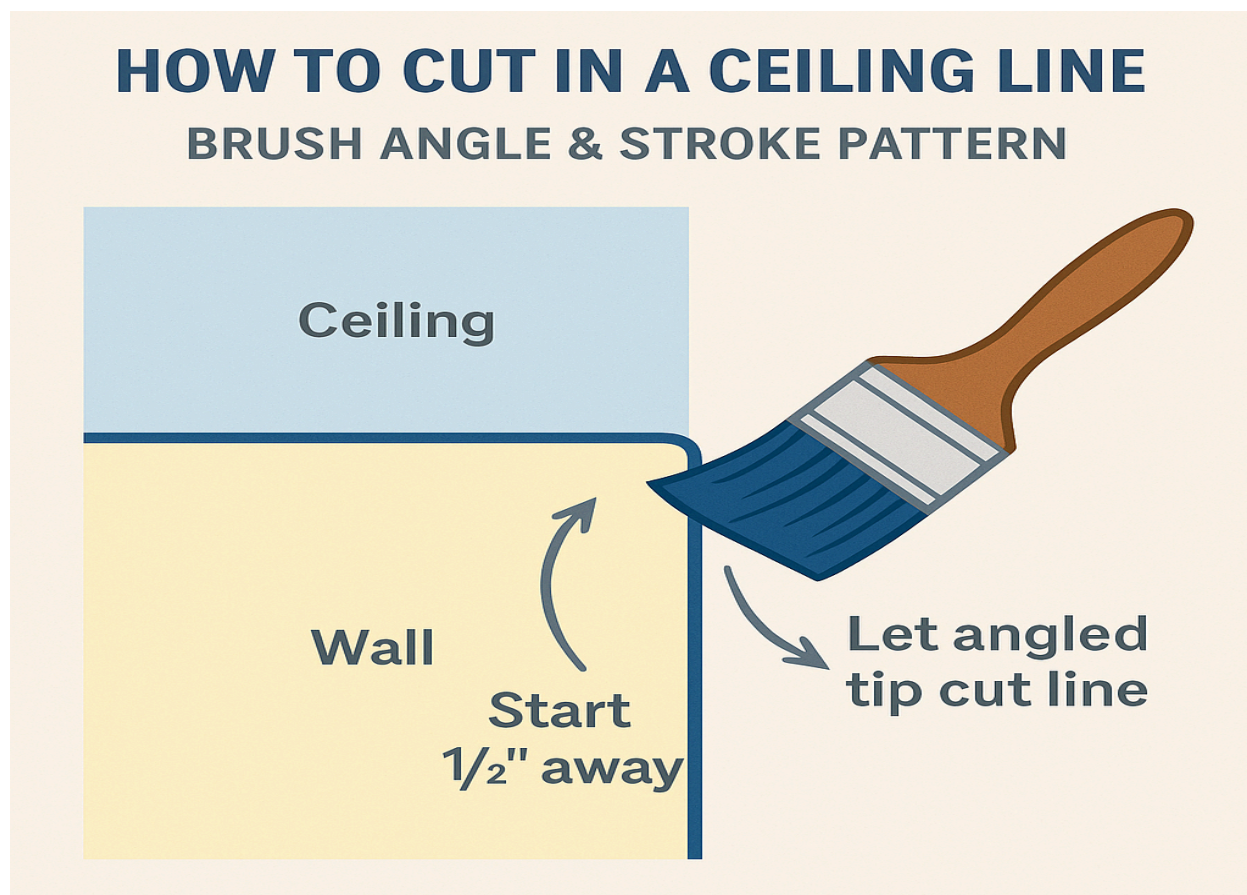 HOW TO CUT IN A CEILING LINE
BRUSH ANGLE & STROKE PATTERN
Ceiling
Wall
Start
1/2" away
Let angled
tip cut line